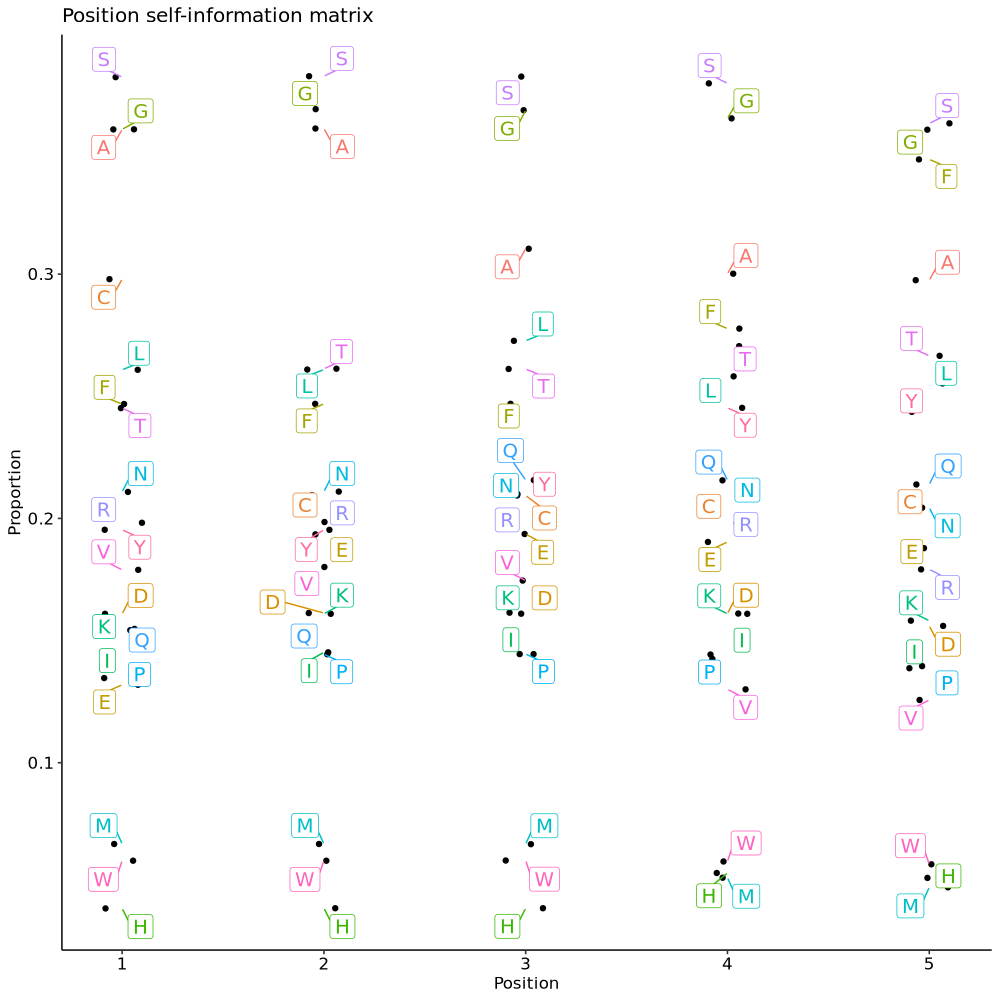 Position self-information matrix
S S S S
S
G G G G G
A A F
A A A
C
L T L F T
F L T T L
T F F L Y Y
N N Q Q Q
R C R N Y C N C N
V Y Y E R C R E R
V V E E
D D K V K D K D K
K Q Q K D I I D
I P I P I P P P
E V V
M M M W W
W W W H M H
H H H M
0.3
0.2
0.1
Proportion
1 2 3 4 5
Position